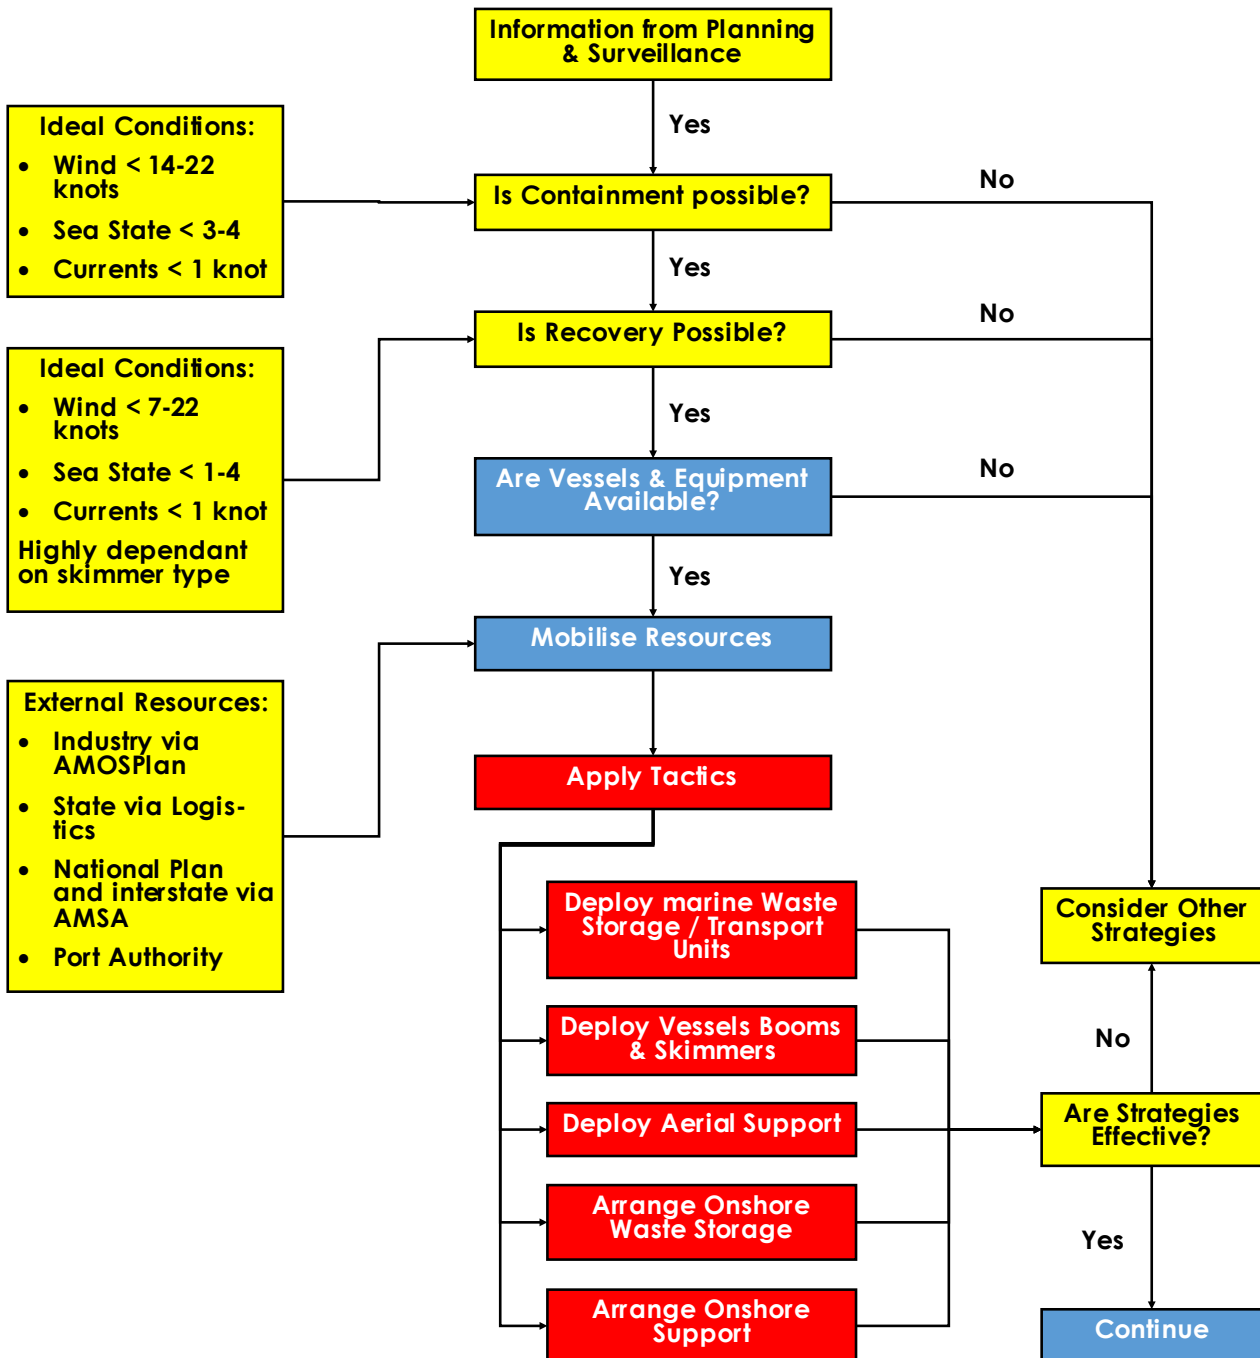 Information from Planning
& Surveillance
Yes
Ideal Conditions:
• Wind < 14-22
knots
• Sea State < 3-4
• Currents < 1 knot
Is Containment possible?
No
Yes
Is Recovery Possible?
No
Ideal Conditions:
• Wind < 7-22
knots
• Sea State < 1-4
• Currents < 1 knot
Highly dependant
on skimmer type
Yes
Are Vessels & Equipment
Available?
No
Yes
Mobilise Resources
External Resources:
• Industry via
AMOSPlan
• State via Logis-
tics
• National Plan
and interstate via
AMSA
• Port Authority
Apply Tactics
Deploy marine Waste
Storage / Transport
Units
Consider Other
Strategies
Deploy Vessels Booms
& Skimmers
No
Deploy Aerial Support
Are Strategies
Effective?
Arrange Onshore
Waste Storage
Yes
Arrange Onshore
Support
Continue